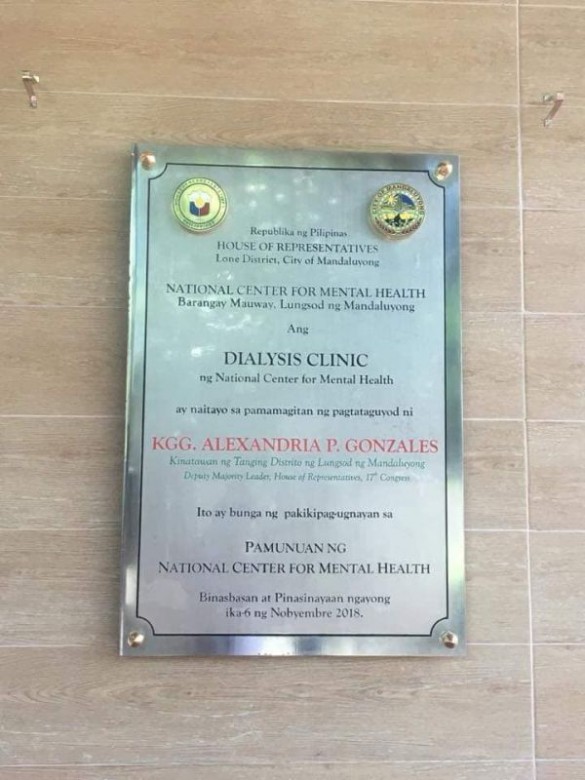 Republika ng Pilipinas
HOUSE OF REPRESENTATIVES
Lone District, City of Mandaluyong
NATIONAL CENTER FOR MENTAL HEALTH
Barangay Mauway, Lungsod ng Mandaluyong
Ang
DIALYSIS CLINIC
ng National Center for Mental Health
ay naitayo sa pamamagitan ng pagtataguyod ni
KGG. ALEXANDRIA P. GONZALES
Kinatawan ng Tanging Distrito ng Lungsod ng Mandaluyong
Deputy Majority Leader, House of Representatives, 17th Congress
Ito ay bunga ng pakikipag-ugnayan sa
PAMUNUAN NG
NATIONAL CENTER FOR MENTAL HEALTH
Binasbasan at Pinasinayaan ngayong
ika-6 ng Nobyembre 2018.